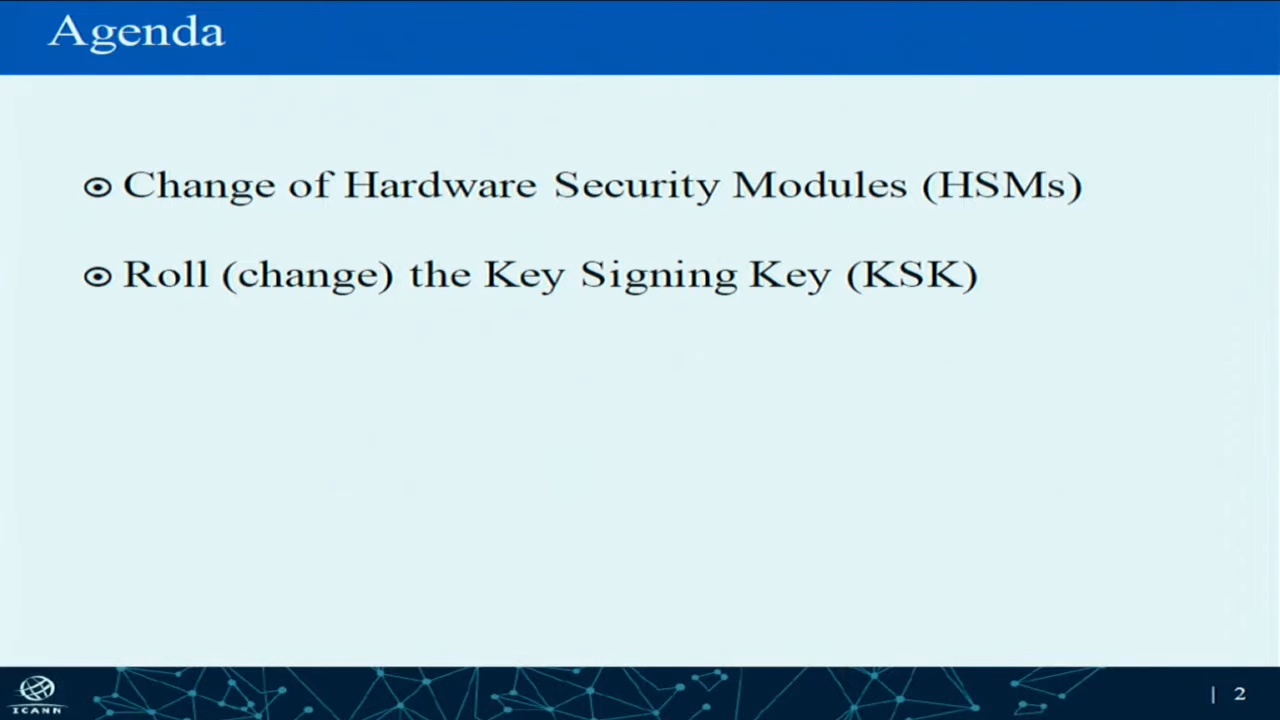 Agenda
Change of Hardware Security Modules (HSMs)
Roll (change) the Key Signing Key (KSK)
ICANN
| 2